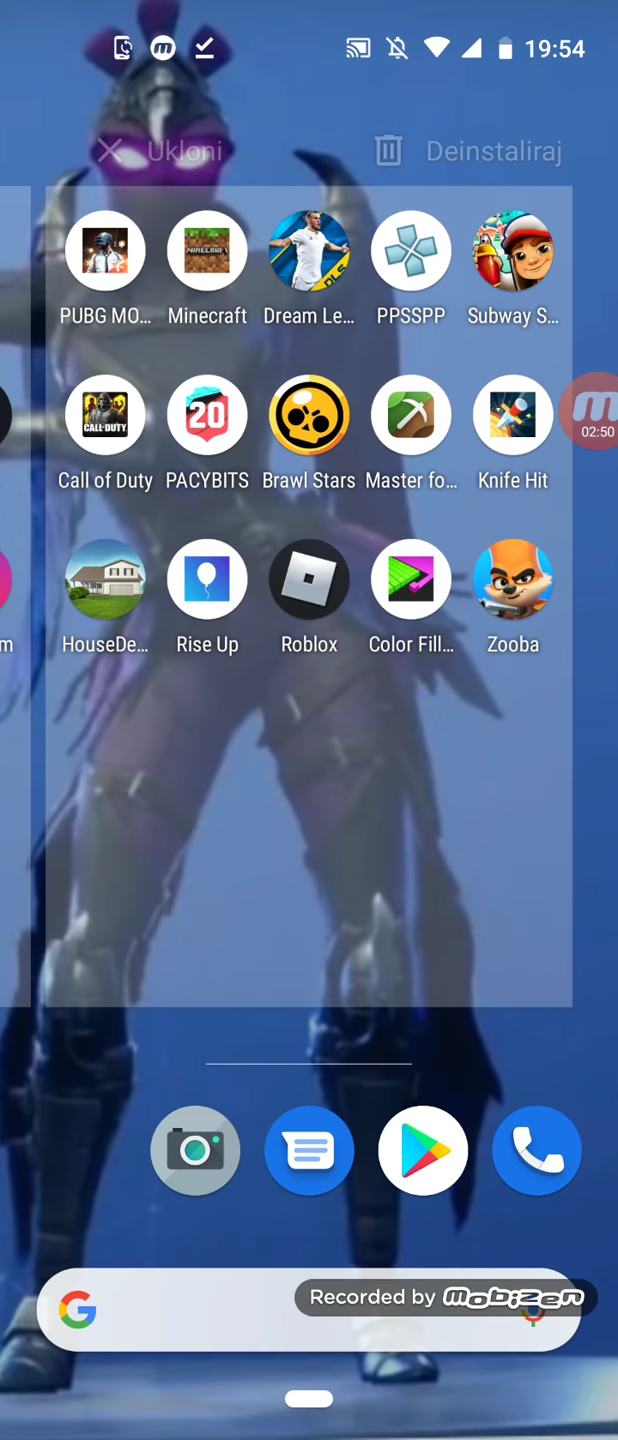 19:54
Ukloni Deinstaliraj
PUBG MO... Minecraft Dream Le... PPSSPP Subway S...
02:50
Call of Duty PACYBITS Brawl Stars Master fo... Knife Hit
m HouseDe... Rise Up Roblox Color Fill... Zooba
Recorded by mobizen